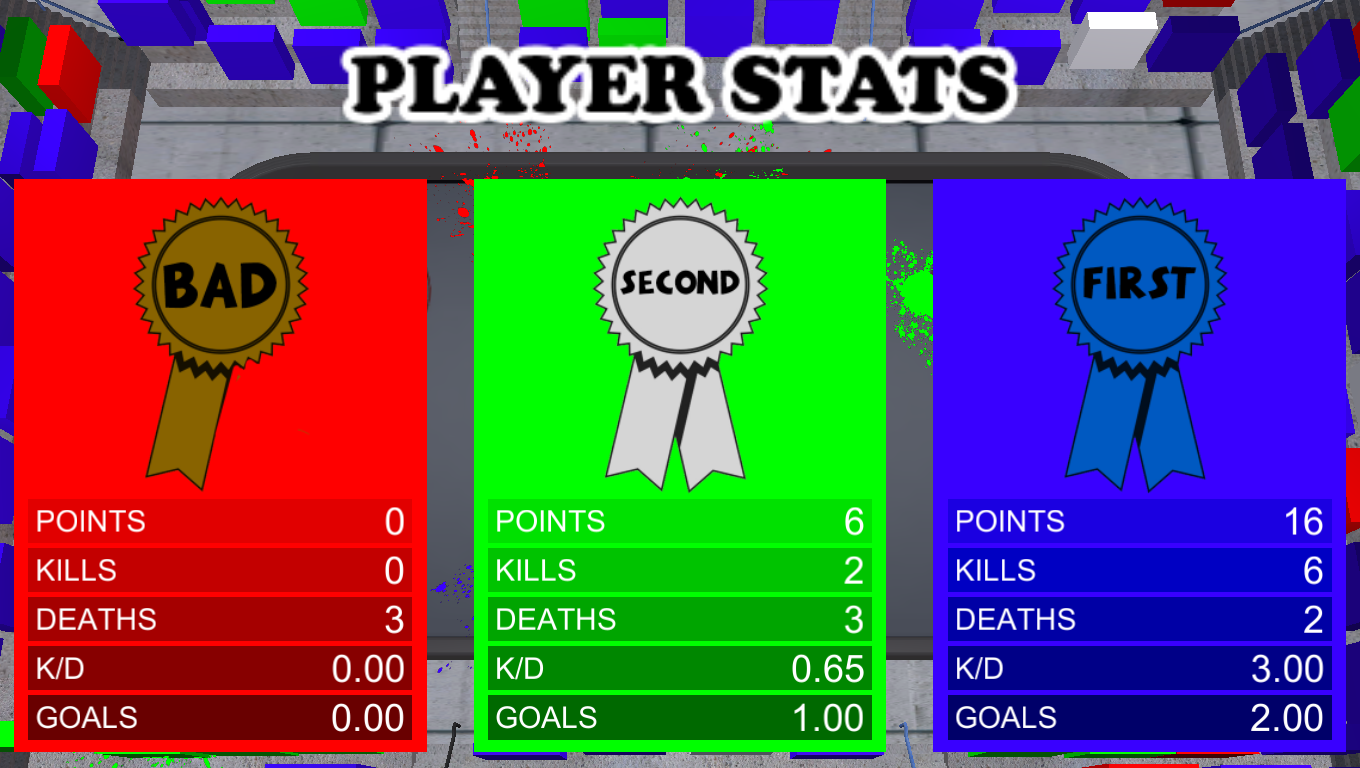 PLAYER STATS
BAD
POINTS 0
KILLS 0
DEATHS 3
K/D 0.00
GOALS 0.00
SECOND
POINTS 6
KILLS 2
DEATHS 3
K/D 0.65
GOALS 1.00
FIRST
POINTS 16
KILLS 6
DEATHS 2
K/D 3.00
GOALS 2.00